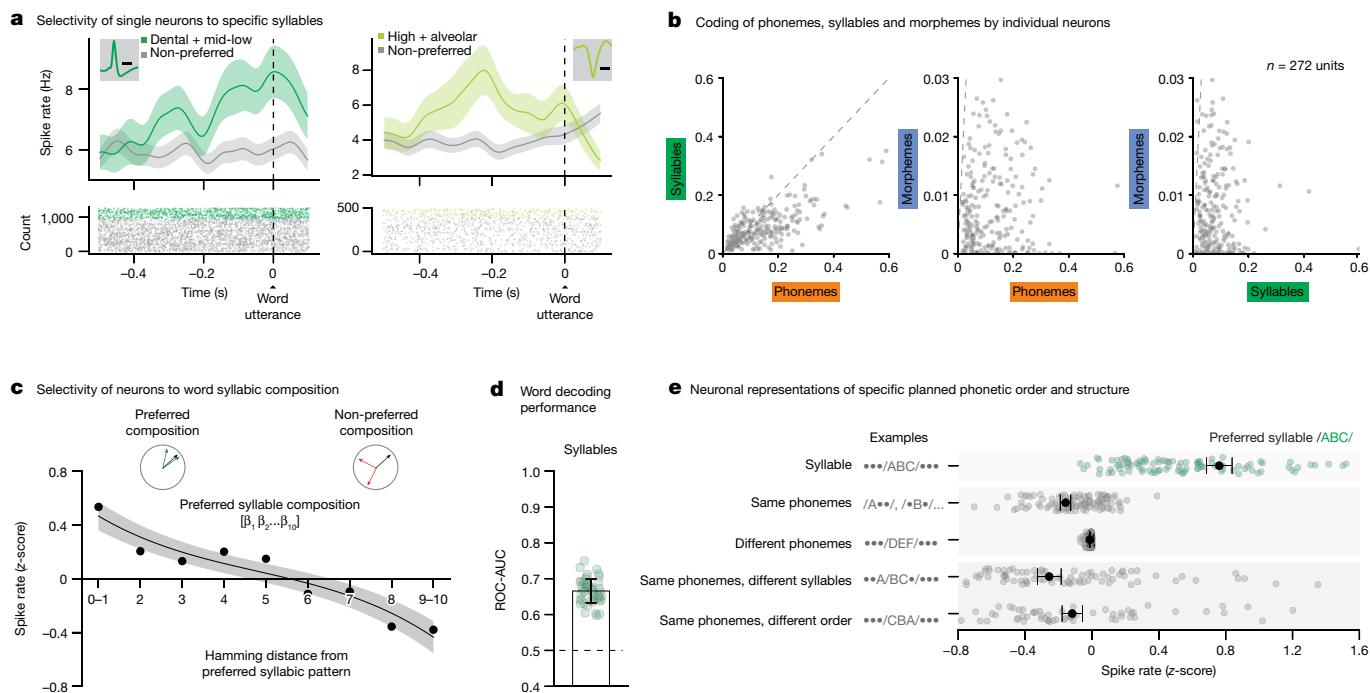 a Selectivity of single neurons to specific syllables
Dental + mid-low
Non-preferred
Spike rate (Hz)
8
6
Count
1,000
0
−0.4
−0.2
0
Time (s)
Word
utterance
High + alveolar
Non-preferred
8
6
4
2
500
0
−0.4
−0.2
0
Time (s)
Word
utterance
b Coding of phonemes, syllables and morphemes by individual neurons
n = 272 units
Syllables
0.6
0.4
0.2
0
0 0.2 0.4 0.6
Phonemes
Morphemes
0.03
0.02
0.01
0
0 0.2 0.4 0.6
Phonemes
Morphemes
0.03
0.02
0.01
0
0 0.2 0.4 0.6
Syllables
c Selectivity of neurons to word syllabic composition
Preferred
composition
Non-preferred
composition
Preferred syllable composition
[β1 β2...β10]
Spike rate (z-score)
0.8
0.4
0
−0.4
−0.8
0–1 2 3 4 5 6 7 8 9–10
Hamming distance from
preferred syllabic pattern
d Word decoding
performance
Syllables
ROC-AUC
1.0
0.9
0.8
0.7
0.6
0.5
0.4
e Neuronal representations of specific planned phonetic order and structure
Examples
Preferred syllable /ABC/
Syllable •••/ABC/•••
Same phonemes /A••/, /•B•/...
Different phonemes •••/DEF/•••
Same phonemes, different syllables ••A/BC•/•••
Same phonemes, different order •••/CBA/•••
−0.8 −0.4 0 0.4 0.8 1.2 1.6
Spike rate (z-score)